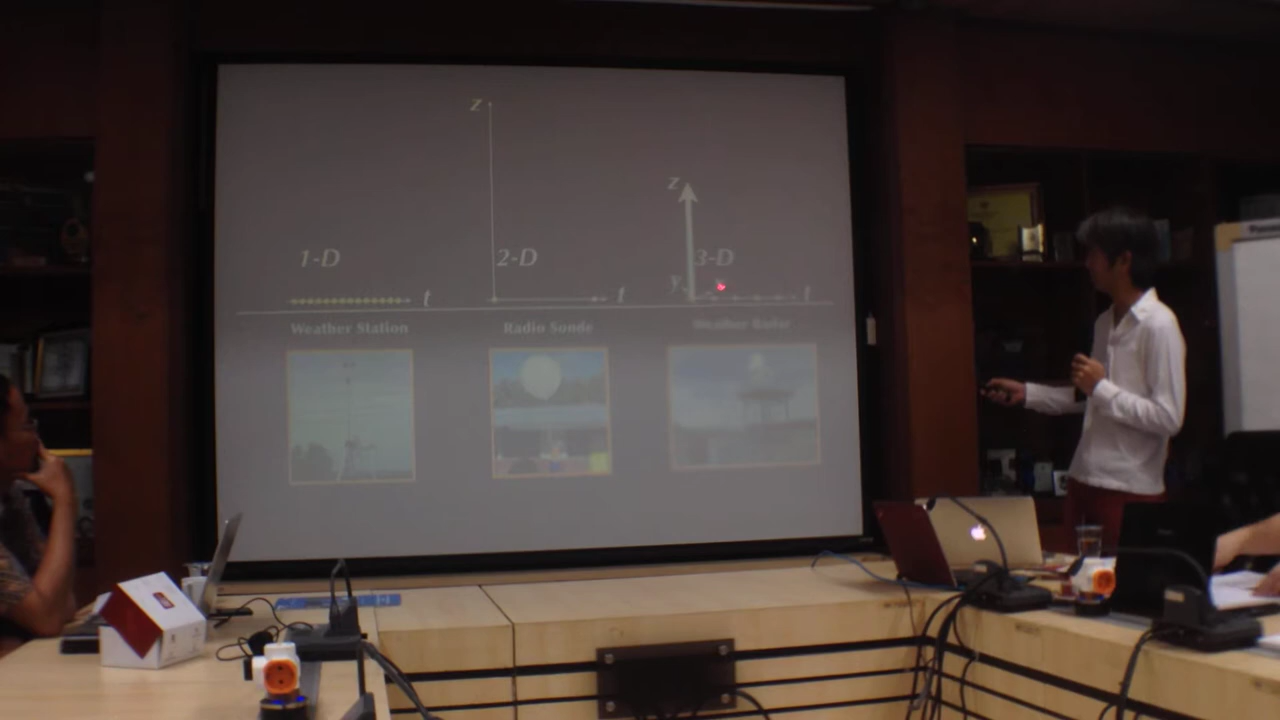 z
z
1-D
2-D
3-D
t
t
y
t
Weather Station
Radio Sonde
Weather Radar